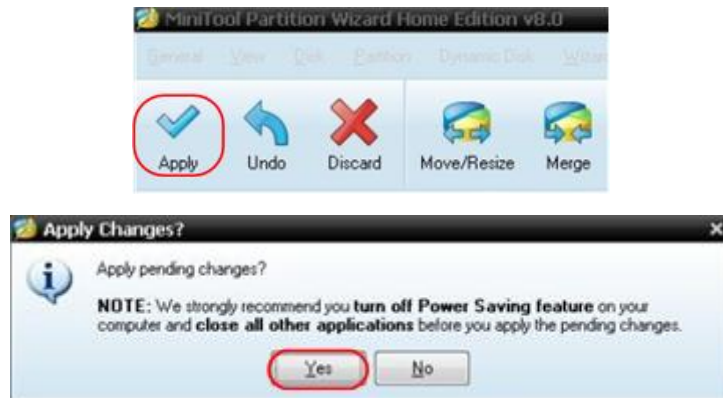 MiniTool Partition Wizard Home Edition v8.0
General View Disk Partition Dynamic Disk
Apply Undo Discard Move/Resize Merge
Apply Changes?
Apply pending changes?
NOTE: We strongly recommend you turn off Power Saving feature on your
computer and close all other applications before you apply the pending changes.
Yes No